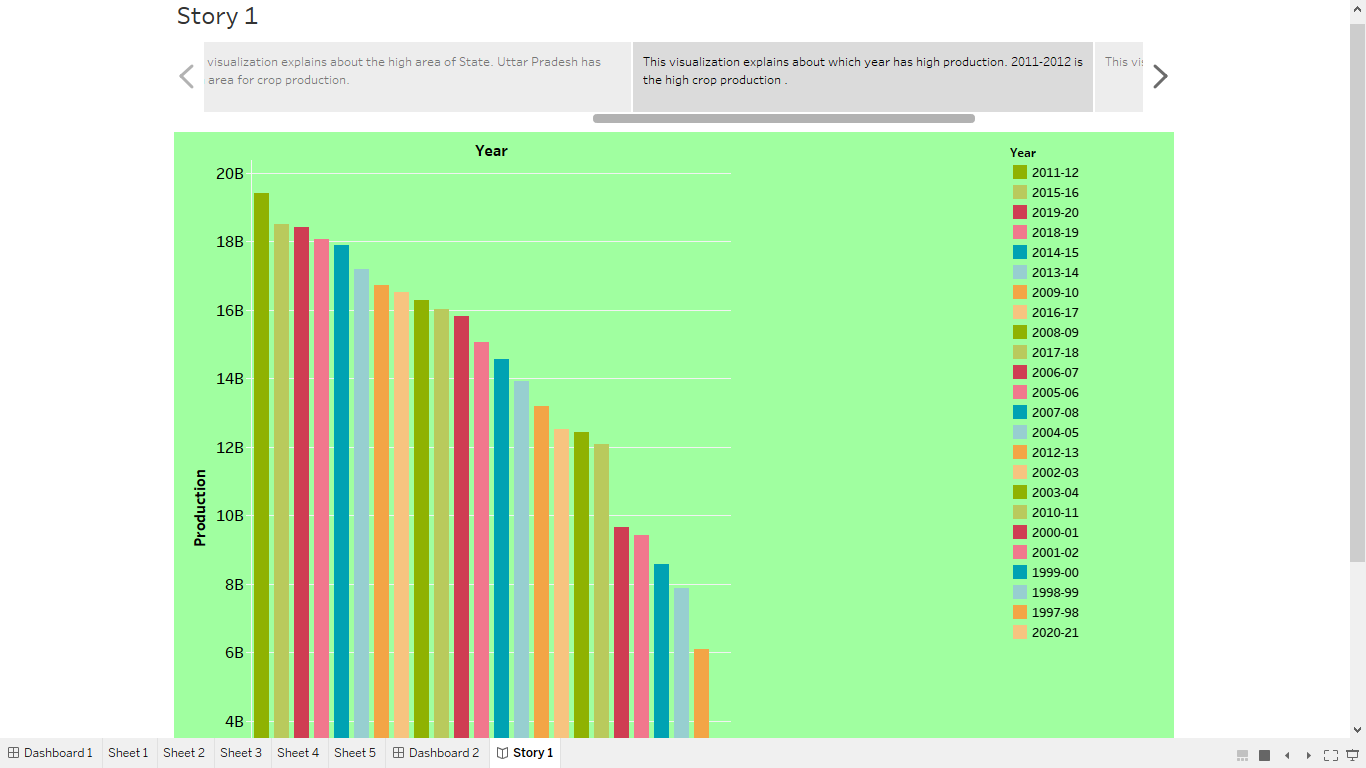 Story 1
visualization explains about the high area of State. Uttar Pradesh has
area for crop production.
This visualization explains about which year has high production. 2011-2012 is
the high crop production .
This
Year
20B
18B
16B
14B
12B
10B
8B
6B
4B
Production
Year
2011-12
2015-16
2019-20
2018-19
2014-15
2013-14
2009-10
2016-17
2008-09
2017-18
2006-07
2005-06
2007-08
2004-05
2012-13
2002-03
2003-04
2010-11
2000-01
2001-02
1999-00
1998-99
1997-98
2020-21
Dashboard 1 Sheet 1 Sheet 2 Sheet 3 Sheet 4 Sheet 5 Dashboard 2 Story 1